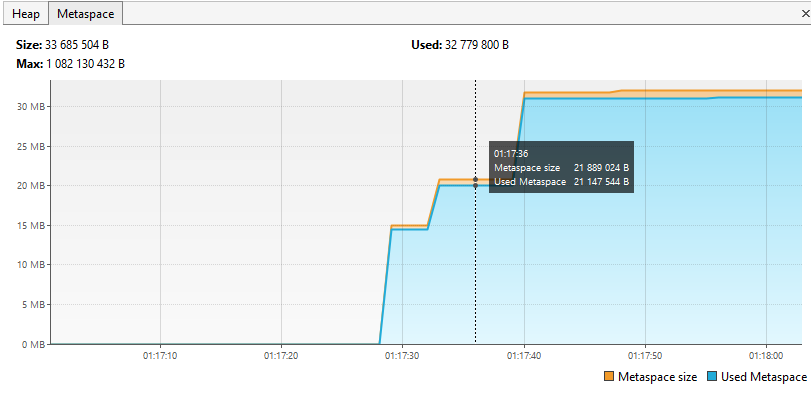 Heap Metaspace ×
Size: 33 685 504 B Used: 32 779 800 B
Max: 1 082 130 432 B
30 MB
25 MB
20 MB
15 MB
10 MB
5 MB
0 MB
01:17:36
Metaspace size 21 889 024 B
Used Metaspace 21 147 544 B
01:17:10 01:17:20 01:17:30 01:17:40 01:17:50 01:18:00
Metaspace size Used Metaspace